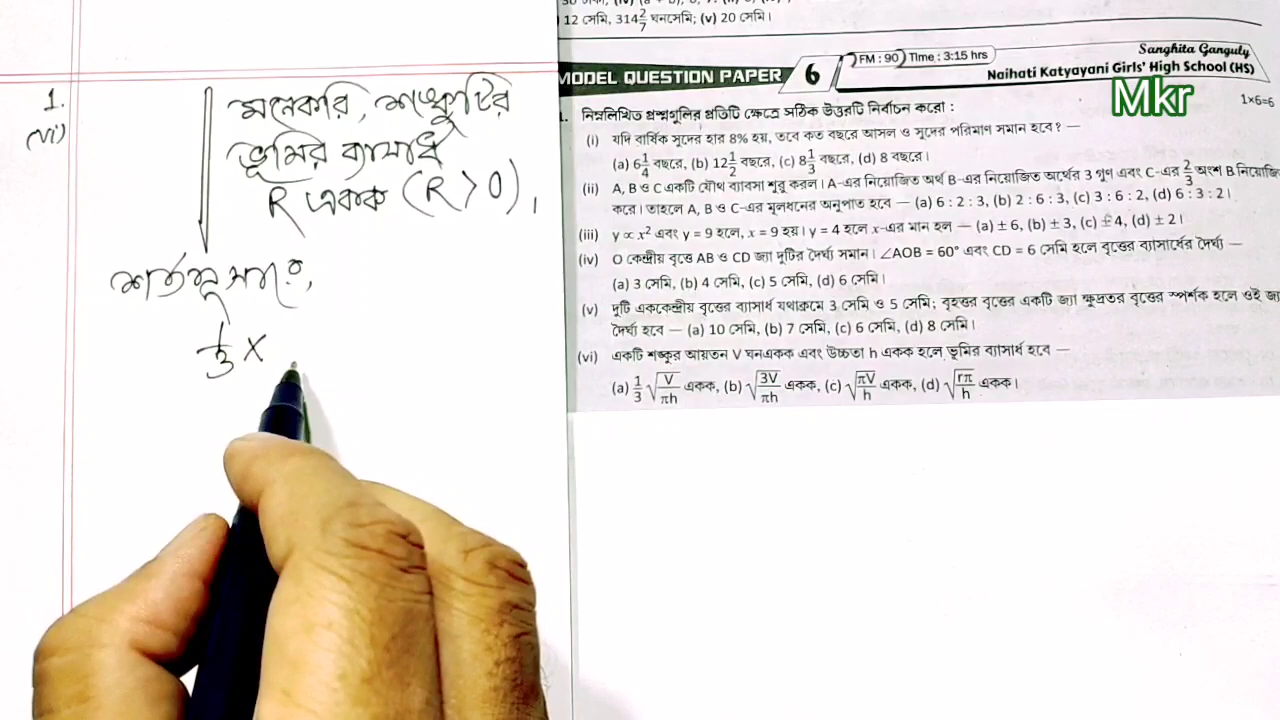 12 সেমি, 314 2/7 ঘনসেমি; (v) 20 সেমি।
MODEL QUESTION PAPER 6
FM : 90 Time : 3:15 hrs
Sanghita Ganguly
Naihati Katyayani Girls' High School (HS)
Mkr
1×6=6
নিম্নলিখিত প্রশ্নগুলির প্রতিটি ক্ষেত্রে সঠিক উত্তরটি নির্বাচন করো :
(i) যদি বার্ষিক সুদের হার 8% হয়, তবে কত বছরে আসল ও সুদের পরিমাণ সমান হবে? —
(a) 6 1/4 বছরে, (b) 12 1/2 বছরে, (c) 8 1/3 বছরে, (d) 8 বছরে।
(ii) A, B ও C একটি যৌথ ব্যাবসা শুরু করল। A-এর নিয়োজিত অর্থ B-এর নিয়োজিত অর্থের 3 গুণ এবং C-এর 2/3 অংশ B নিয়োজিত
করে। তাহলে A, B ও C-এর মূলধনের অনুপাত হবে — (a) 6 : 2 : 3, (b) 2 : 6 : 3, (c) 3 : 6 : 2, (d) 6 : 3 : 2।
(iii) y ∝ x² এবং y = 9 হলে, x = 9 হয়। y = 4 হলে x-এর মান হল — (a) ± 6, (b) ± 3, (c) ± 4, (d) ± 2।
(iv) O কেন্দ্রীয় বৃত্তে AB ও CD জ্যা দুটির দৈর্ঘ্য সমান। ∠AOB = 60° এবং CD = 6 সেমি হলে বৃত্তের ব্যাসার্ধের দৈর্ঘ্য —
(a) 3 সেমি, (b) 4 সেমি, (c) 5 সেমি, (d) 6 সেমি।
(v) দুটি এককেন্দ্রীয় বৃত্তের ব্যাসার্ধ যথাক্রমে 3 সেমি ও 5 সেমি; বৃহত্তর বৃত্তের একটি জ্যা ক্ষুদ্রতর বৃত্তের স্পর্শক হলে ওই
দৈর্ঘ্য হবে — (a) 10 সেমি, (b) 7 সেমি, (c) 6 সেমি, (d) 8 সেমি।
(vi) একটি শঙ্কুর আয়তন V ঘনএকক এবং উচ্চতা h একক হলে ভূমির ব্যাসার্ধ হবে —
(a) 1/3 √(V/πh) একক, (b) √(3V/πh) একক, (c) √(πV/h) একক, (d) √(rπ/h) একক।
1.
(vi)
মনেকরি, শঙ্কুটির
ভূমির ব্যাসার্ধ
R একক (R > 0)।
শর্তানুসারে,
1/3 ×